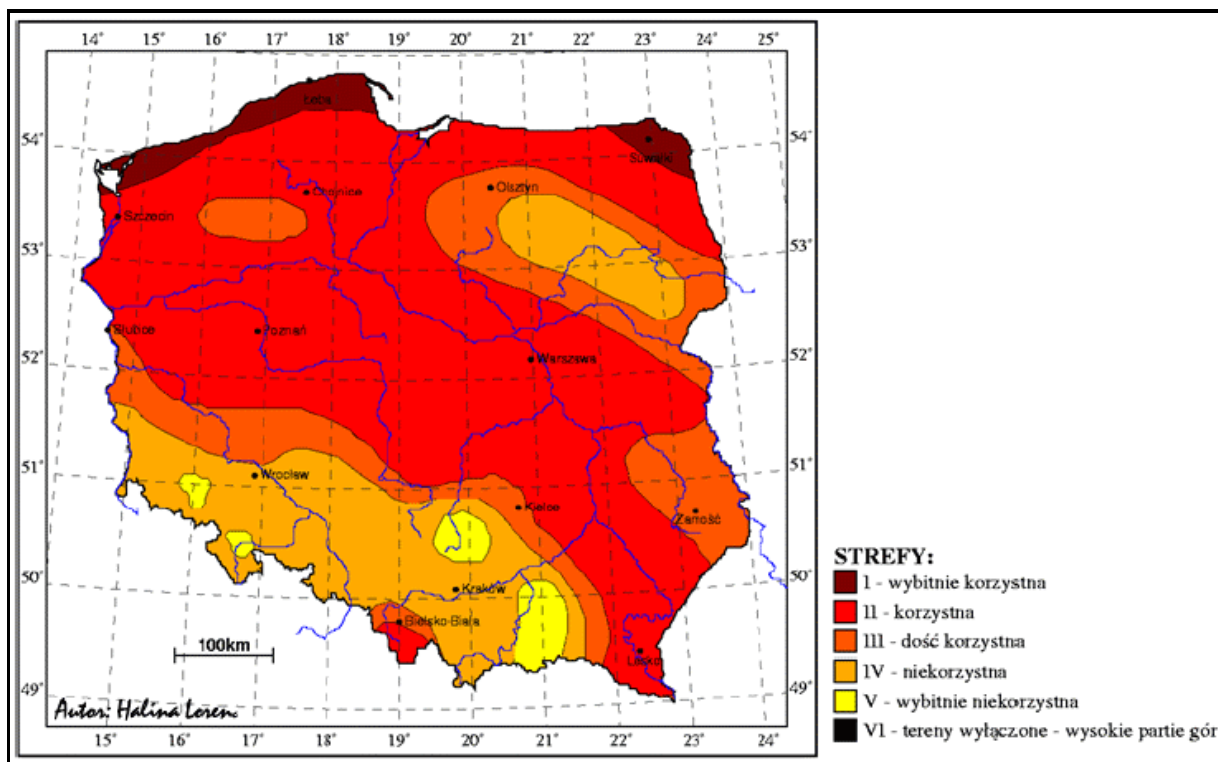 14° 15° 16° 17° 18° 19° 20° 21° 22° 23° 24° 25°
Łeba
54° 54°
Suwałki
Chojnice
Olsztyn
Szczecin
53° 53°
Słubice
Poznań
52° Warszawa 52°
51° 51°
Wrocław
Kielce
Zamość
50° 50°
Kraków
Bielsko-Biała
100km
Lesko
49° 49°
Autor: Halina Lorenc
15° 16° 17° 18° 19° 20° 21° 22° 23° 24°
STREFY:
I - wybitnie korzystna
II - korzystna
III - dość korzystna
IV - niekorzystna
V - wybitnie niekorzystna
VI - tereny wyłączone - wysokie partie gór